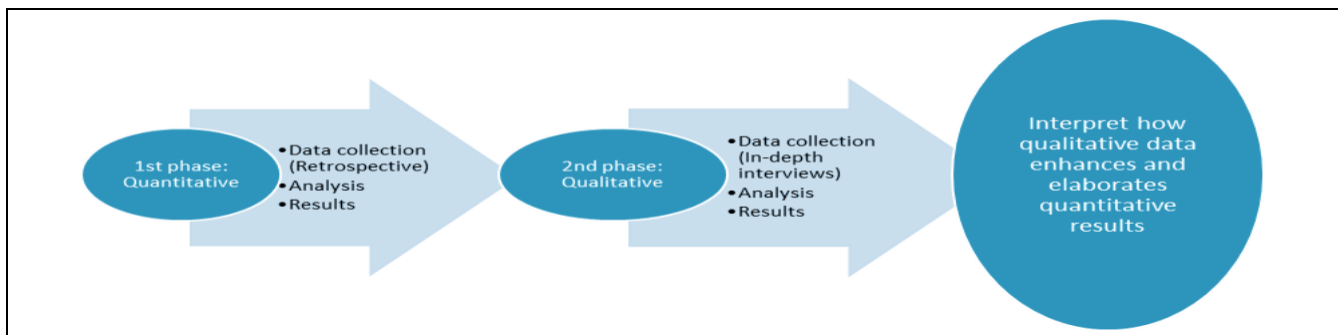 1st phase:
Quantitative
•Data collection
(Retrospective)
•Analysis
•Results
2nd phase:
Qualitative
•Data collection
(In-depth
interviews)
•Analysis
•Results
Interpret how
qualitative data
enhances and
elaborates
quantitative
results